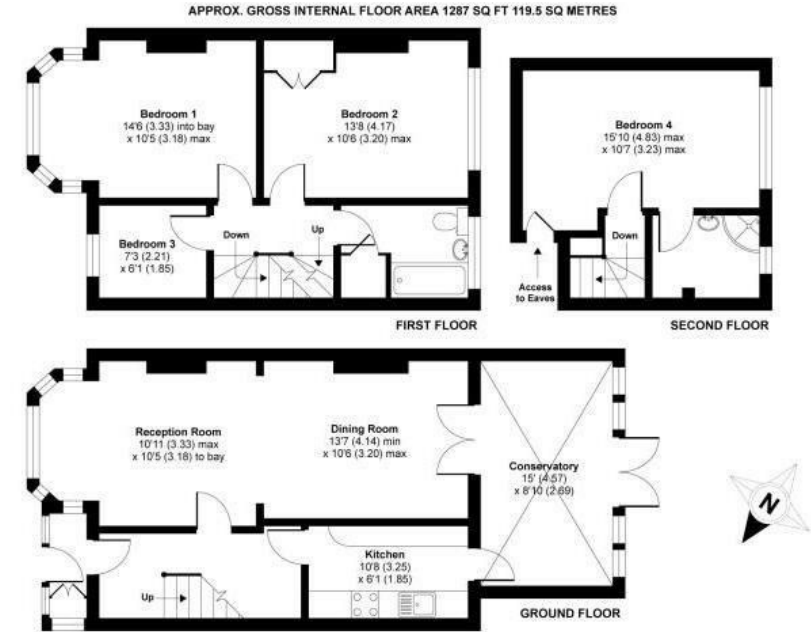 APPROX. GROSS INTERNAL FLOOR AREA 1287 SQ FT 119.5 SQ METRES
Bedroom 1
14'6 (3.33) into bay
x 10'5 (3.18) max
Bedroom 2
13'8 (4.17)
x 10'6 (3.20) max
Bedroom 3
7'3 (2.21)
x 6'1 (1.85)
Down
Up
FIRST FLOOR
Bedroom 4
15'10 (4.83) max
x 10'7 (3.23) max
Down
Access
to Eaves
SECOND FLOOR
Reception Room
10'11 (3.33) max
x 10'5 (3.18) to bay
Dining Room
13'7 (4.14) min
x 10'6 (3.20) max
Conservatory
15' (4.57)
x 8'10 (2.69)
Kitchen
10'8 (3.25)
x 6'1 (1.85)
Up
GROUND FLOOR
N